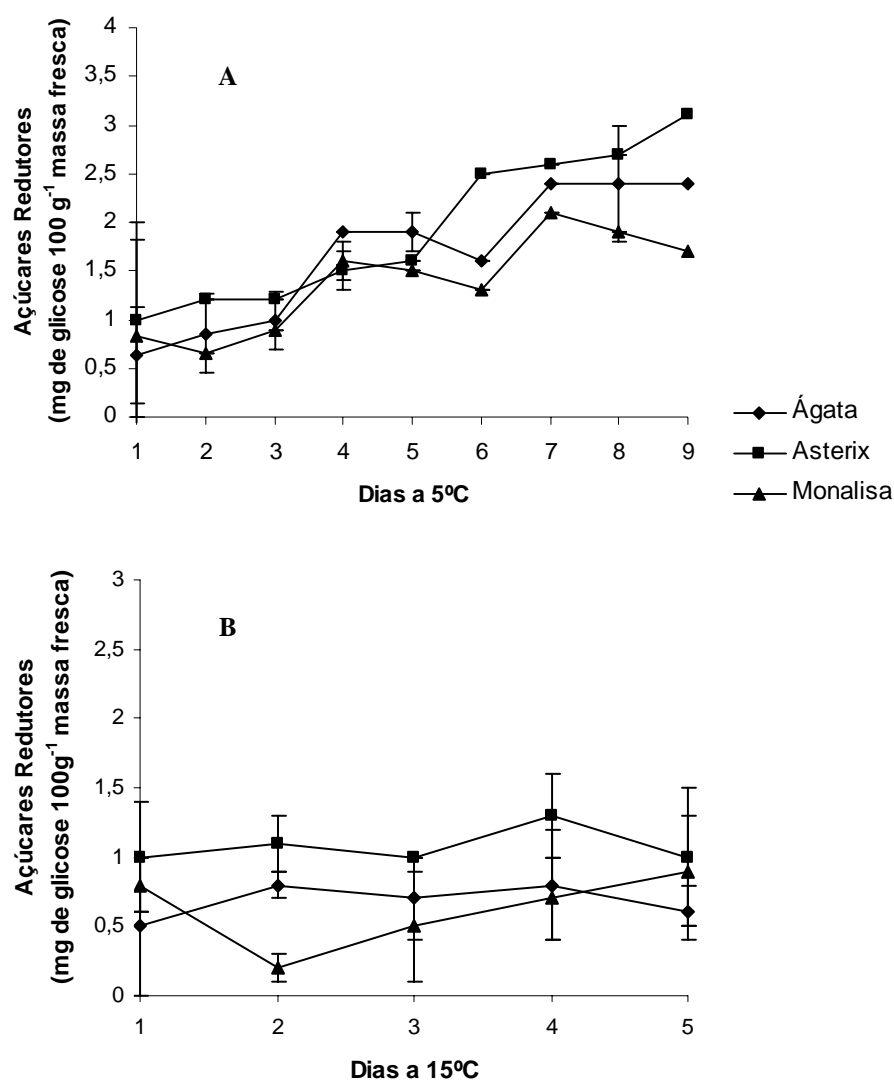 A
Açúcares Redutores
(mg de glicose 100 g-1 massa fresca)
4
3,5
3
2,5
2
1,5
1
0,5
0
1 2 3 4 5 6 7 8 9
Dias a 5ºC
Ágata
Asterix
Monalisa
B
Açúcares Redutores
(mg de glicose 100g-1 massa fresca)
3
2,5
2
1,5
1
0,5
0
1 2 3 4 5
Dias a 15ºC